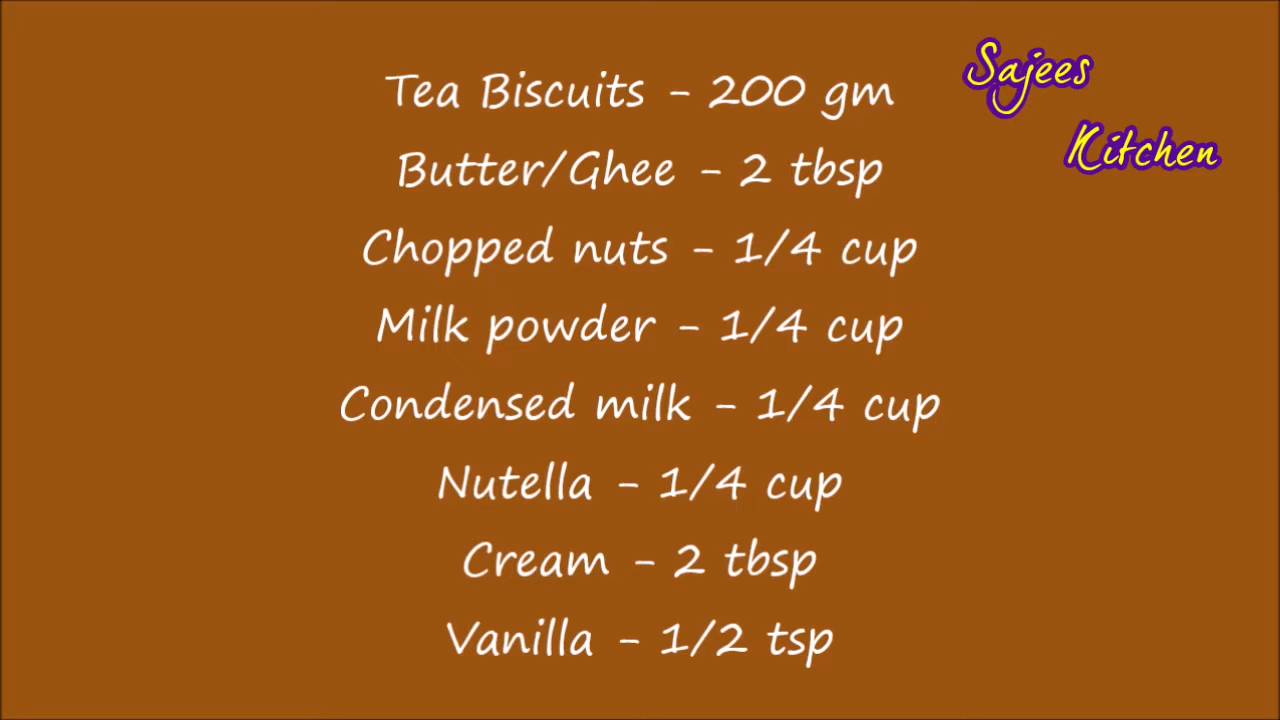 Tea Biscuits - 200 gm
Butter/Ghee - 2 tbsp
Chopped nuts - 1/4 cup
Milk powder - 1/4 cup
Condensed milk - 1/4 cup
Nutella - 1/4 cup
Cream - 2 tbsp
Vanilla - 1/2 tsp
Sajees
Kitchen